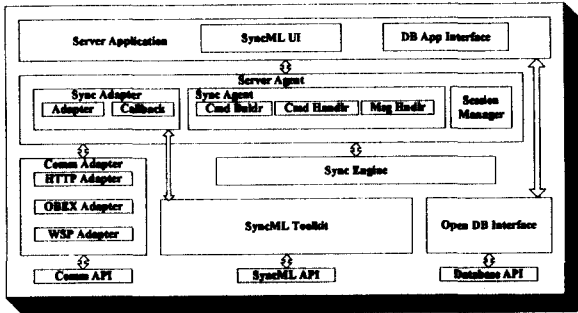 Server Application
SyncML UI
DB App Interface
Server Agent
Sync Adapter
Adapter
Callback
Sync Agent
Cmd Buldr
Cmd Handlr
Msg Hndlr
Session
Manager
Comm Adapter
HTTP Adapter
OBEX Adapter
WSP Adapter
Sync Engine
SyncML Toolkit
Open DB Interface
Comm API
SyncML API
Database API